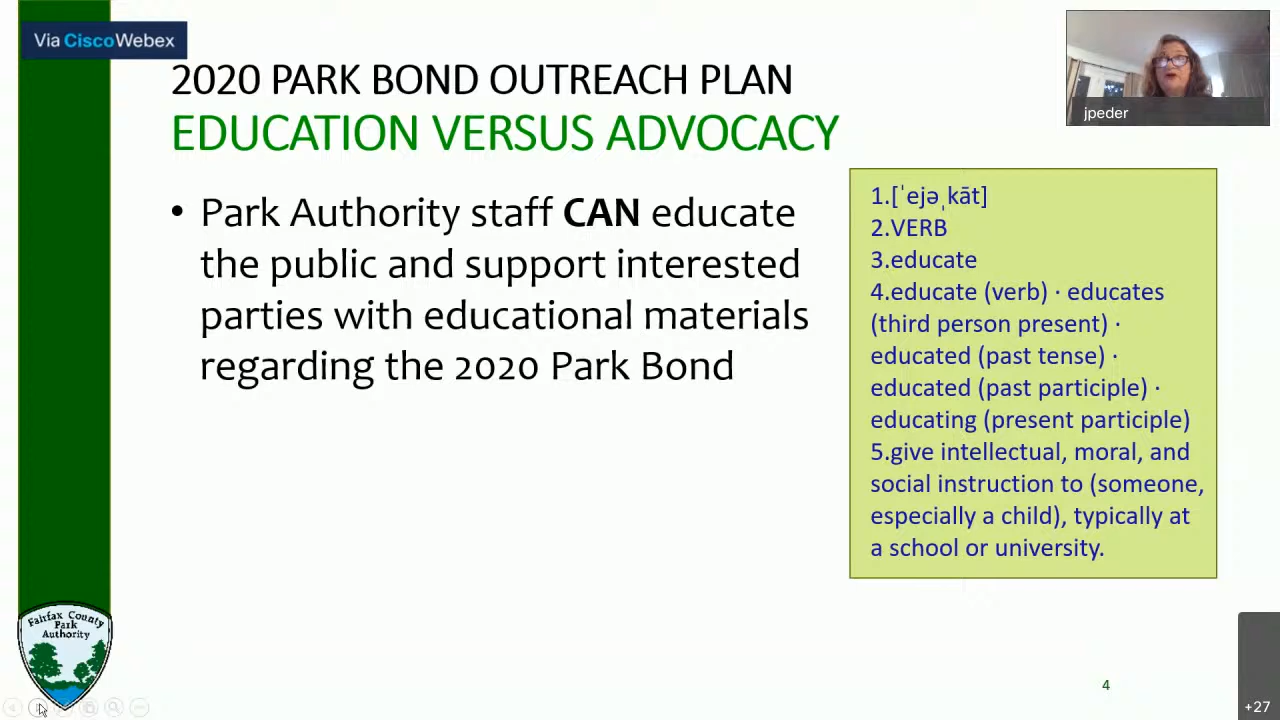 Via CiscoWebex
2020 PARK BOND OUTREACH PLAN
EDUCATION VERSUS ADVOCACY
jpeder
• Park Authority staff CAN educate
the public and support interested
parties with educational materials
regarding the 2020 Park Bond
1.[ˈejəˌkāt]
2.VERB
3.educate
4.educate (verb) · educates
(third person present) ·
educated (past tense) ·
educated (past participle) ·
educating (present participle)
5.give intellectual, moral, and
social instruction to (someone,
especially a child), typically at
a school or university.
Fairfax County
Park
Authority
4
+27